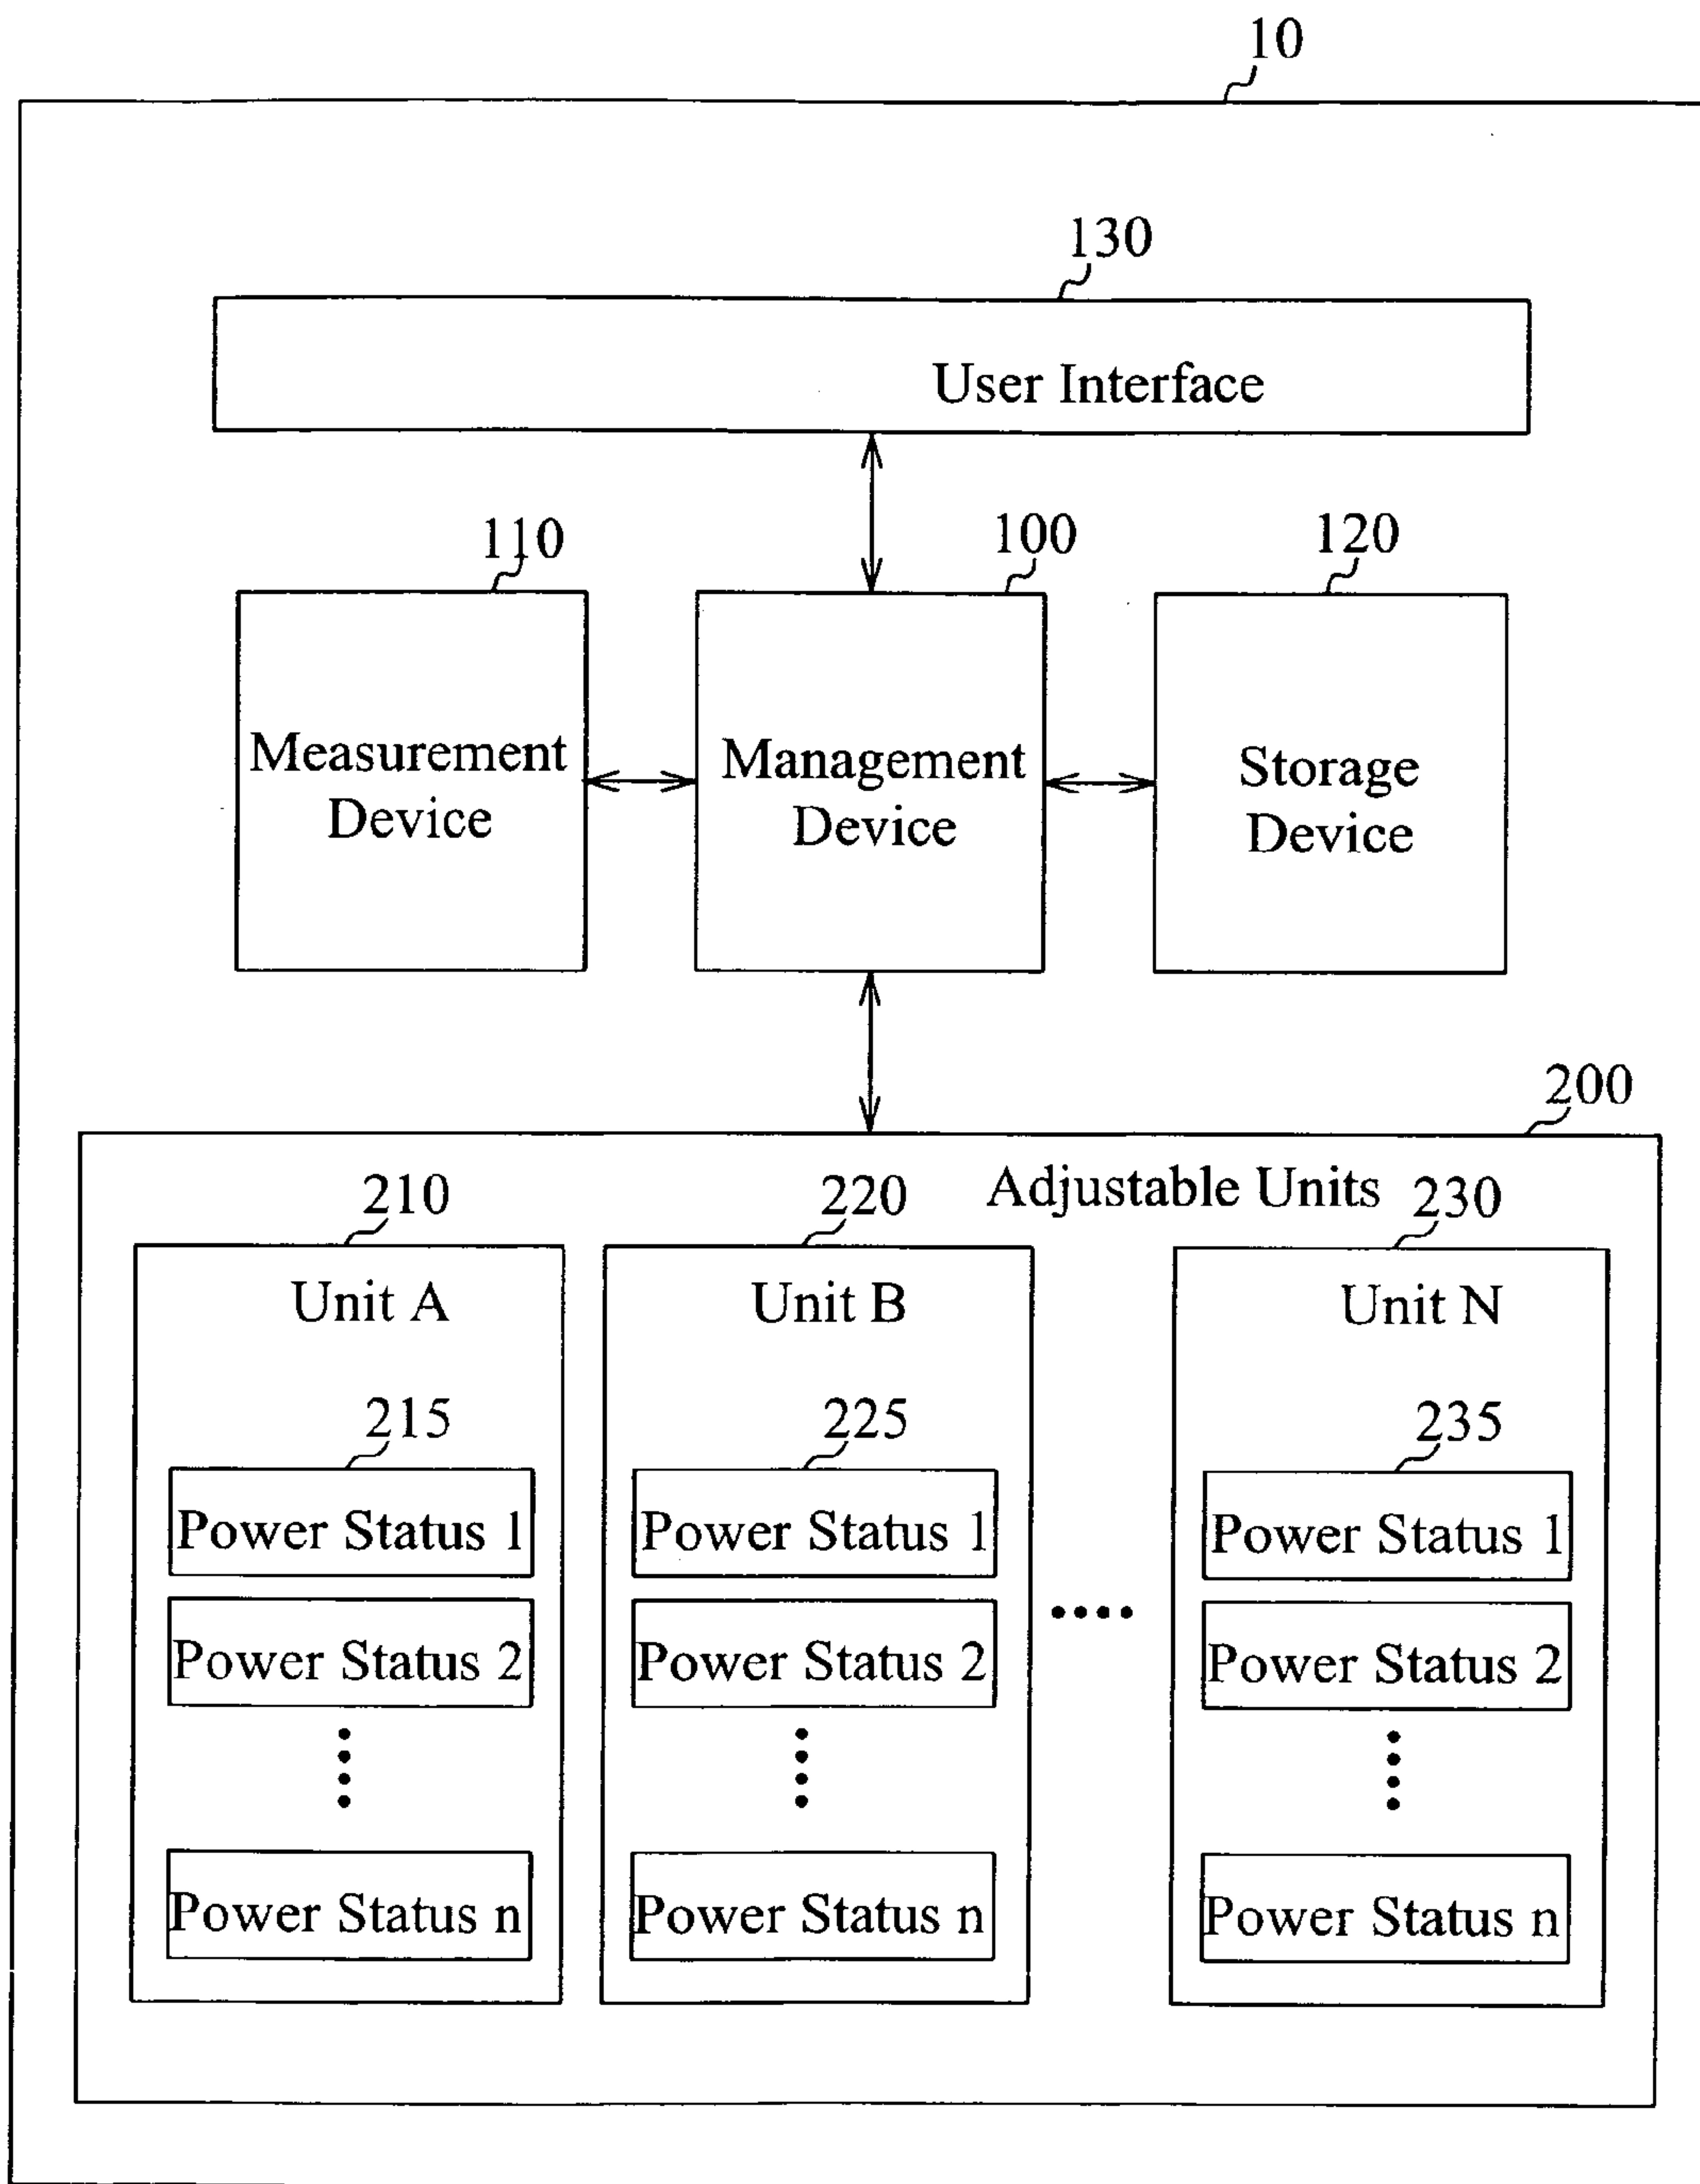 10
130
User Interface
110
100
120
Measurement
Device
Management
Device
Storage
Device
200
Adjustable Units
210
220
230
Unit A
Unit B
Unit N
215
225
235
Power Status 1
Power Status 1
Power Status 1
Power Status 2
Power Status 2
Power Status 2
Power Status n
Power Status n
Power Status n